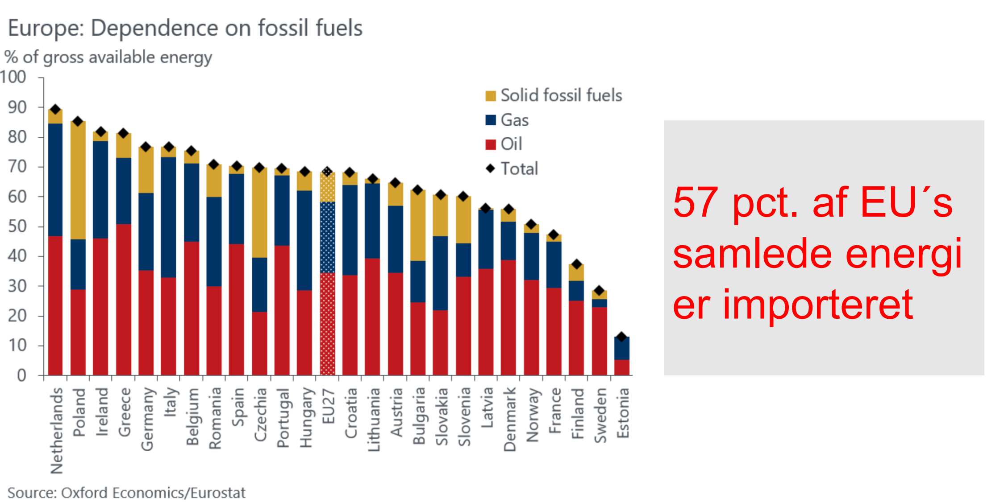 Europe: Dependence on fossil fuels
% of gross available energy
100
90
80
70
60
50
40
30
20
10
0
Solid fossil fuels
Gas
Oil
Total
Netherlands
Poland
Ireland
Greece
Germany
Italy
Belgium
Romania
Spain
Czechia
Portugal
Hungary
EU27
Croatia
Lithuania
Austria
Bulgaria
Slovakia
Slovenia
Latvia
Denmark
Norway
France
Finland
Sweden
Estonia
Source: Oxford Economics/Eurostat
57 pct. af EU´s
samlede energi
er importeret